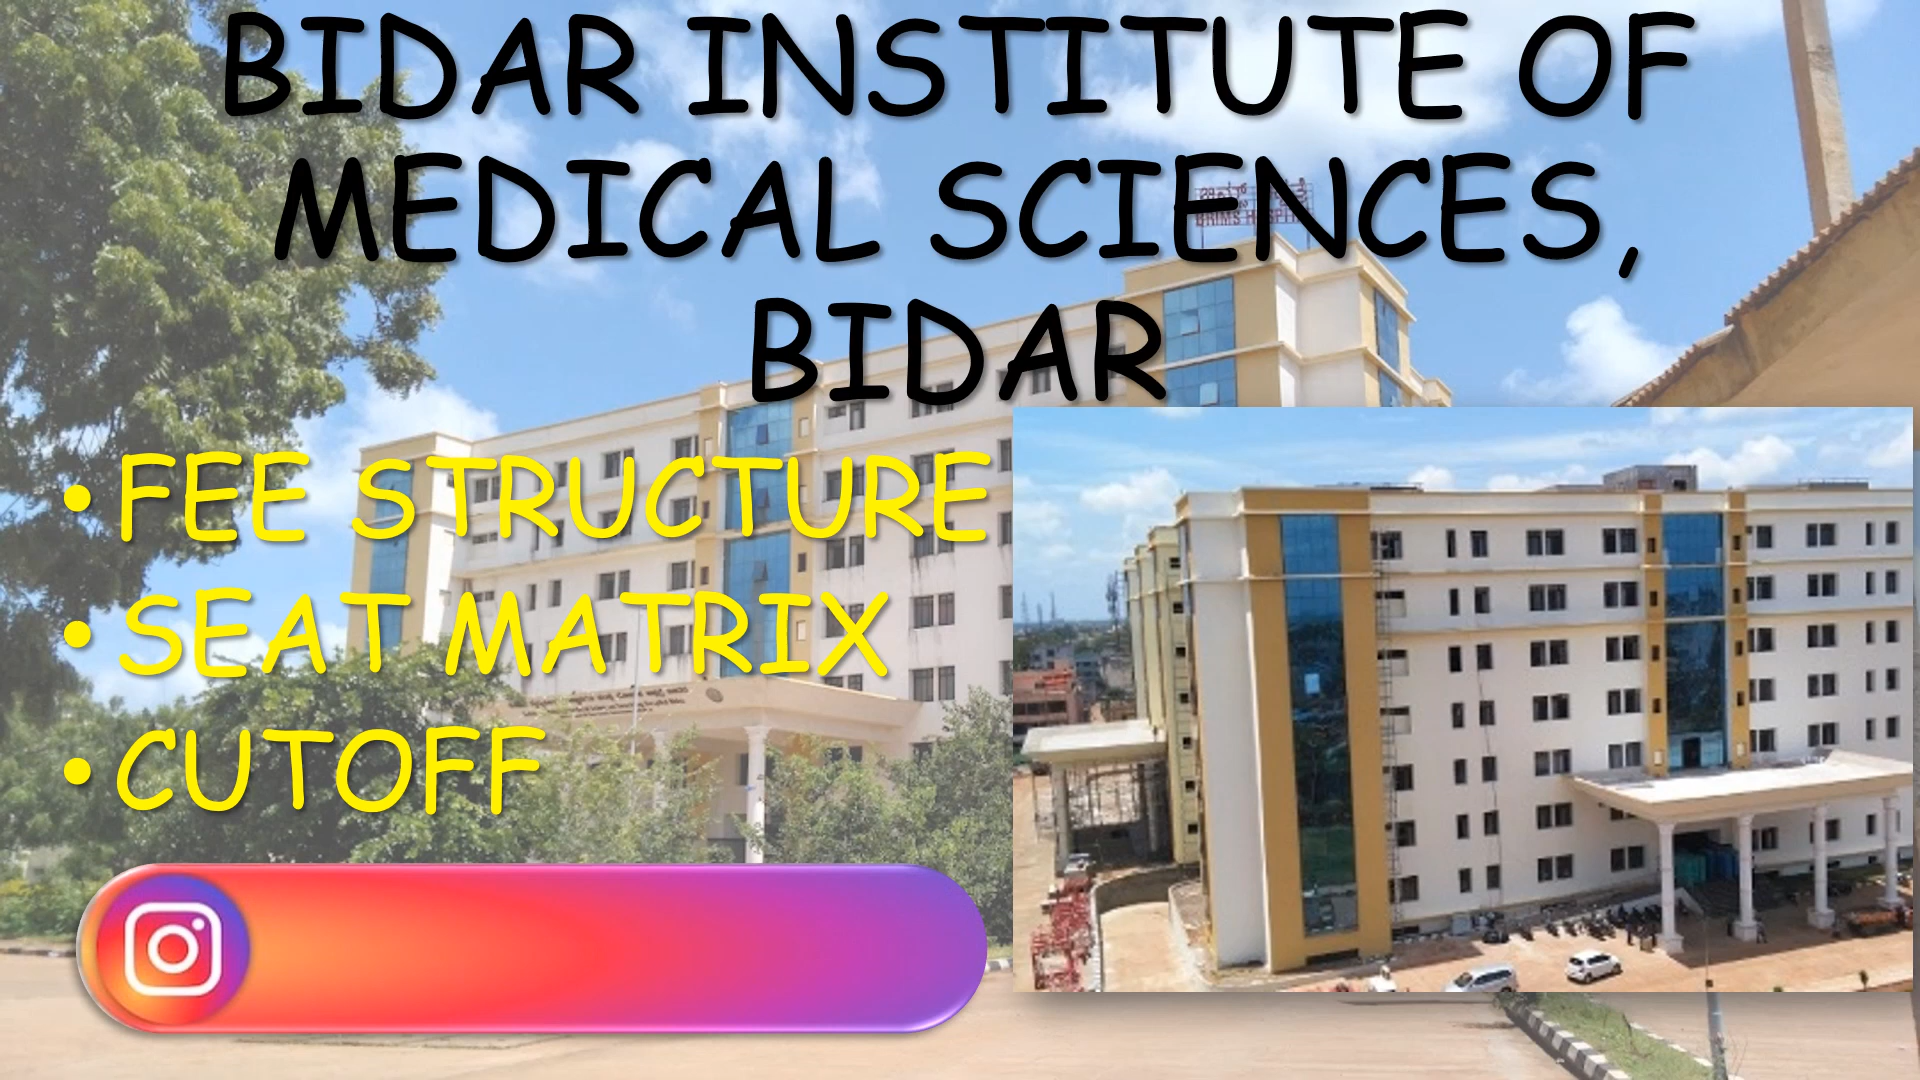 BIDAR INSTITUTE OF
MEDICAL SCIENCES,
BIDAR
• FEE STRUCTURE
• SEAT MATRIX
• CUTOFF